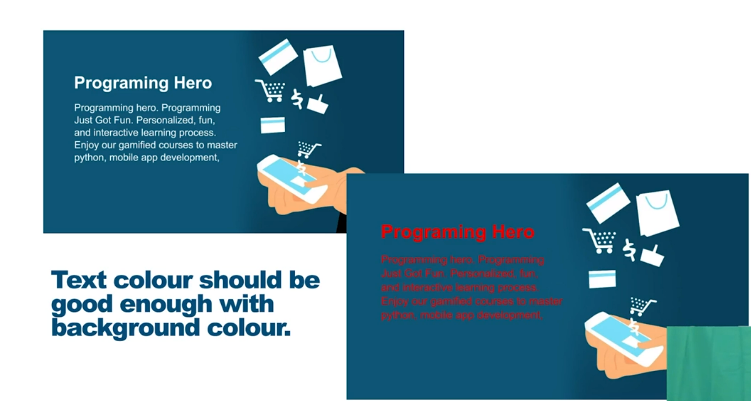 Programing Hero
Programming hero. Programming
Just Got Fun. Personalized, fun,
and interactive learning process.
Enjoy our gamified courses to master
python, mobile app development,
Text colour should be
good enough with
background colour.
Programing Hero
Programming hero. Programming
Just Got Fun. Personalized, fun,
and interactive learning process.
Enjoy our gamified courses to master
python, mobile app development,